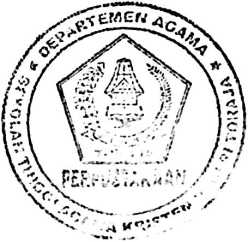 DEPARTEMEN AGAMA
SEKOLAH TINGGI AGAMA KRISTEN
TORAJA
PERPUSTAKAAN